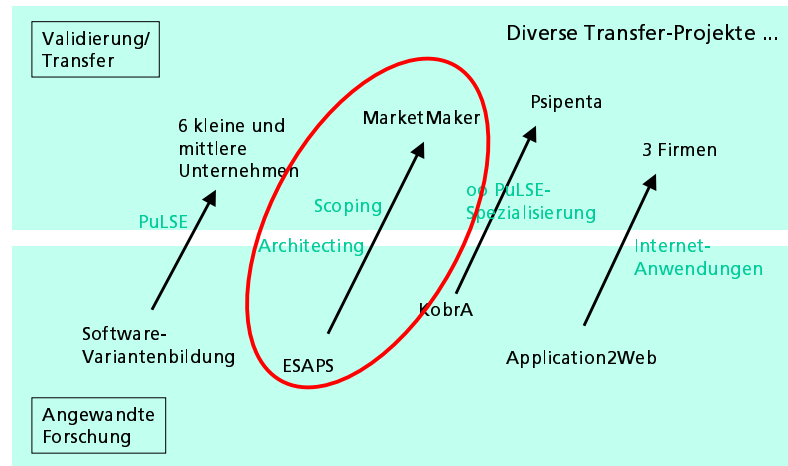 Validierung/
Transfer
Diverse Transfer-Projekte ...
6 kleine und
mittlere
Unternehmen
MarketMaker
Psipenta
3 Firmen
PuLSE
Scoping
Architecting
oo PuLSE-
Spezialisierung
Internet-
Anwendungen
Software-
Variantenbildung
ESAPS
KobrA
Application2Web
Angewandte
Forschung